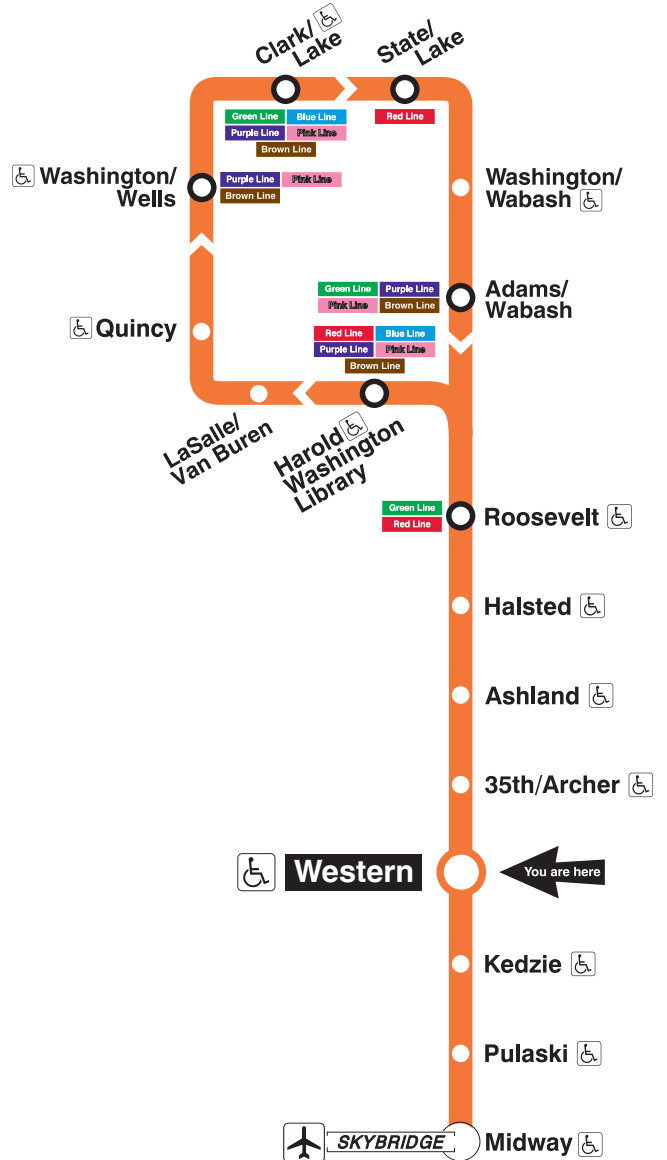 Clark/
Lake
State/
Lake
Green Line
Blue Line
Purple Line
Pink Line
Brown Line
Red Line
Washington/
Wells
Purple Line
Pink Line
Brown Line
Washington/
Wabash
Green Line
Purple Line
Pink Line
Brown Line
Adams/
Wabash
Quincy
Red Line
Blue Line
Purple Line
Pink Line
Brown Line
LaSalle/
Van Buren
Harold
Washington
Library
Green Line
Red Line
Roosevelt
Halsted
Ashland
35th/Archer
Western
You are here
Kedzie
Pulaski
SKYBRIDGE
Midway